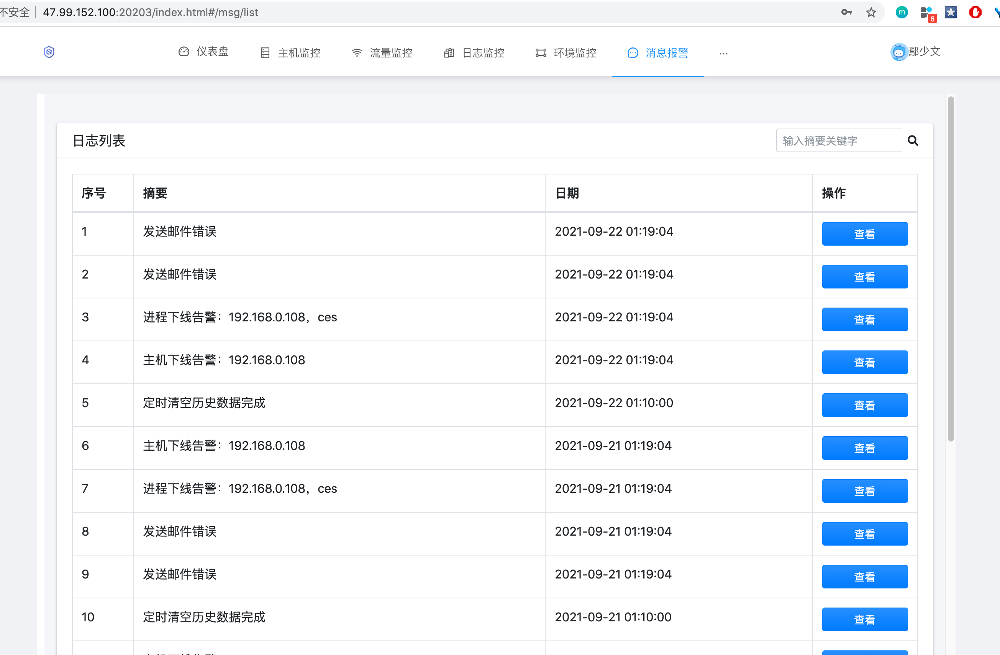 不安全 47.99.152.100:20203/index.html#/msg/list
m
6
仪表盘 主机监控 流量监控 日志监控 环境监控 消息报警 ... 鄢少文
日志列表 输入摘要关键字
序号 摘要 日期 操作
1 发送邮件错误 2021-09-22 01:19:04 查看
2 发送邮件错误 2021-09-22 01:19:04 查看
3 进程下线告警：192.168.0.108，ces 2021-09-22 01:19:04 查看
4 主机下线告警：192.168.0.108 2021-09-22 01:19:04 查看
5 定时清空历史数据完成 2021-09-22 01:10:00 查看
6 主机下线告警：192.168.0.108 2021-09-21 01:19:04 查看
7 进程下线告警：192.168.0.108，ces 2021-09-21 01:19:04 查看
8 发送邮件错误 2021-09-21 01:19:04 查看
9 发送邮件错误 2021-09-21 01:19:04 查看
10 定时清空历史数据完成 2021-09-21 01:10:00 查看